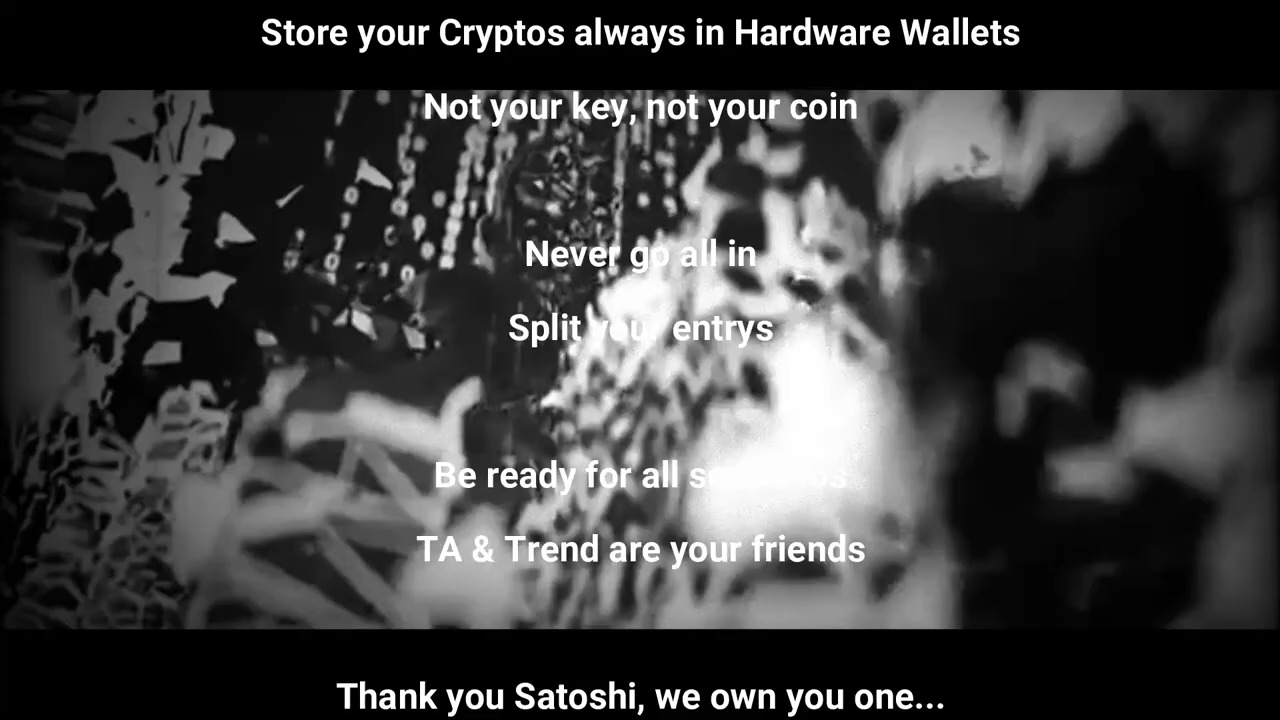 Store your Cryptos always in Hardware Wallets
Not your key, not your coin
Never go all in
Split your entrys
Be ready for all
TA & Trend are your friends
Thank you Satoshi, we own you one...